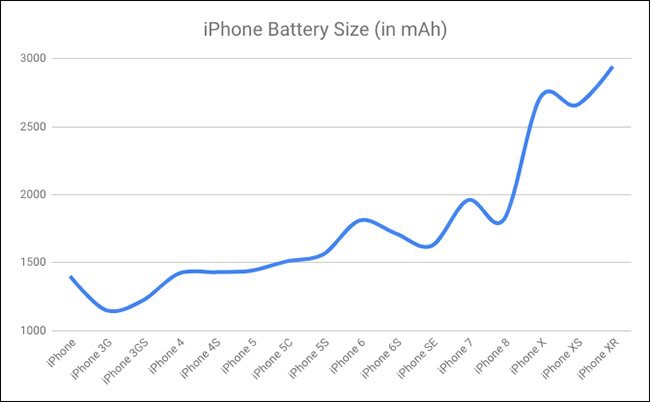 iPhone Battery Size (in mAh)
3000
2500
2000
1500
1000
iPhone
iPhone 3G
iPhone 3GS
iPhone 4
iPhone 4S
iPhone 5
iPhone 5C
iPhone 5S
iPhone 6
iPhone 6S
iPhone SE
iPhone 7
iPhone 8
iPhone X
iPhone XS
iPhone XR